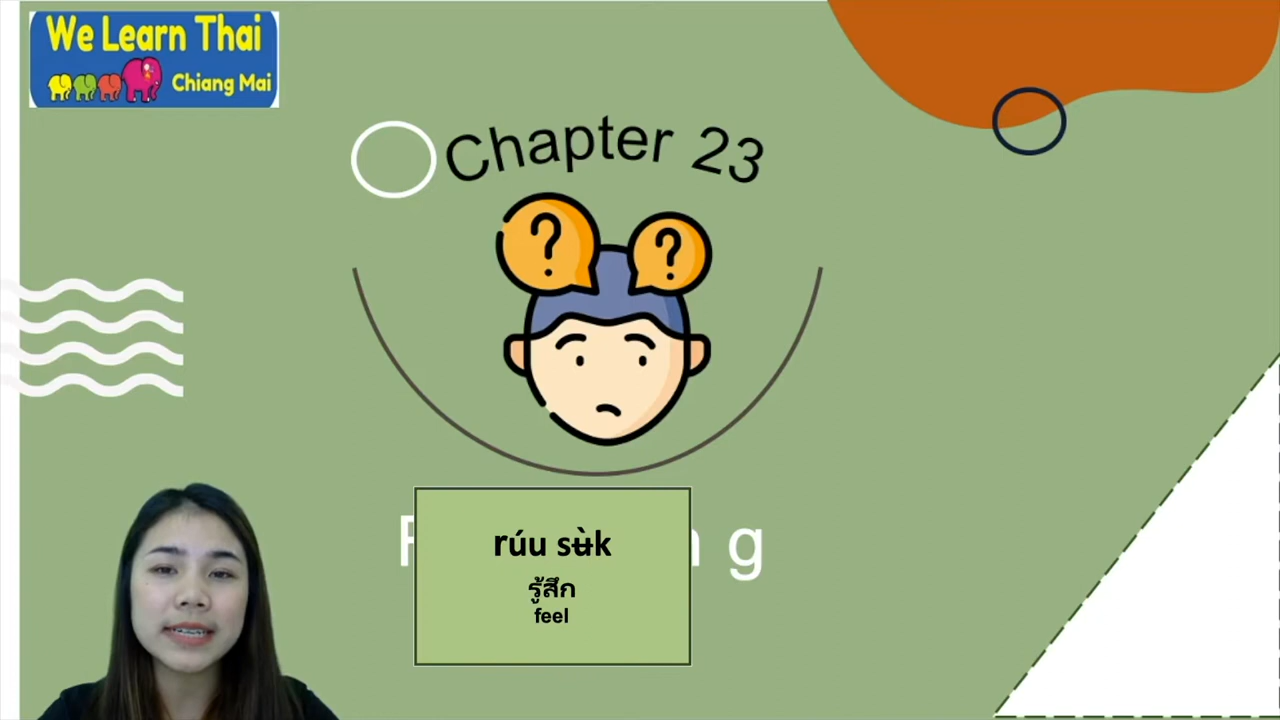 We Learn Thai
Chiang Mai
Chapter 23
? ?
rúu sʉ̀k
รู้สึก
feel
g